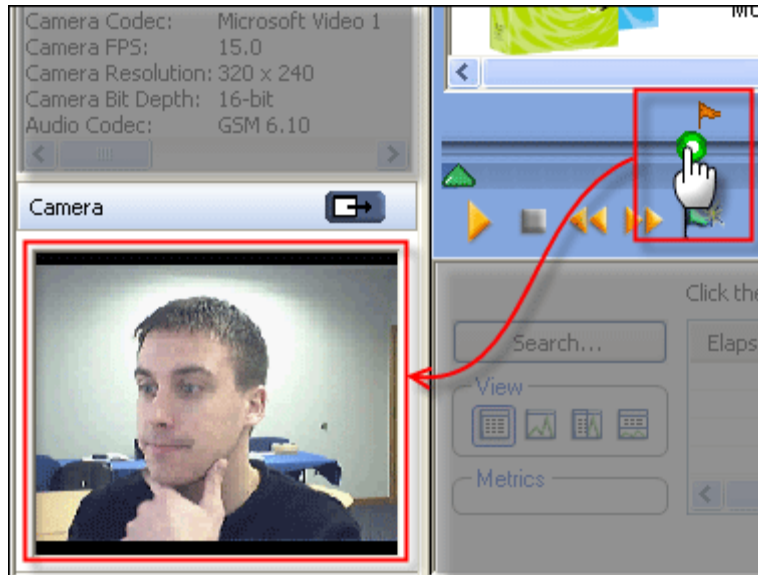 Camera Codec: Microsoft Video 1
Camera FPS: 15.0
Camera Resolution: 320 x 240
Camera Bit Depth: 16-bit
Audio Codec: GSM 6.10
Camera
Click the
Search...
Elaps
View
Metrics